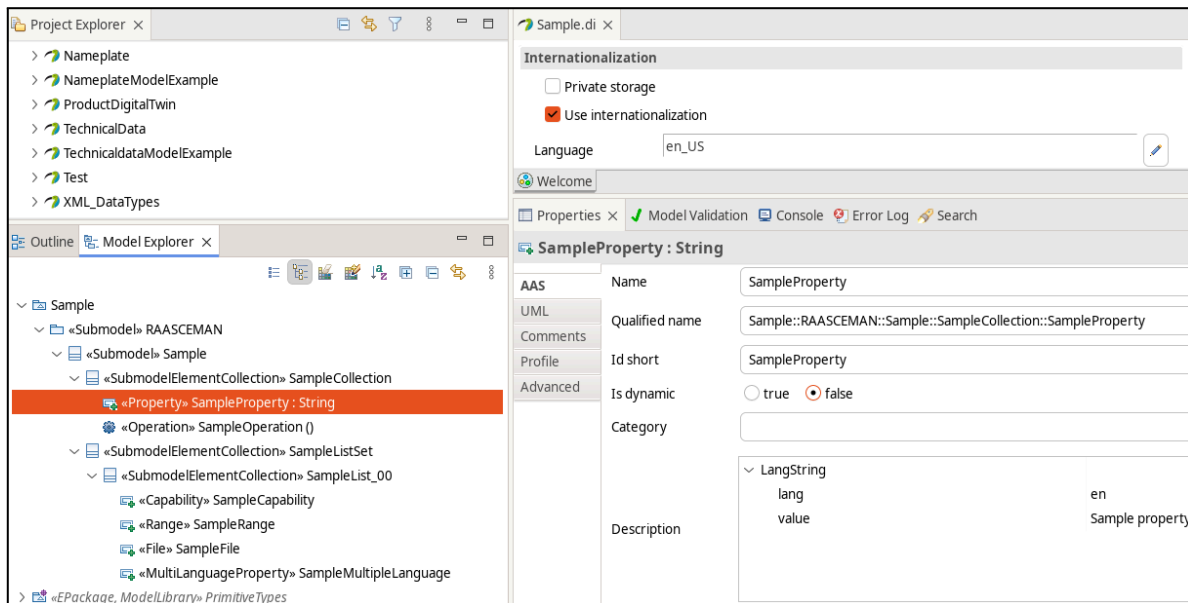 Project Explorer
Nameplate
NameplateModelExample
ProductDigitalTwin
TechnicalData
TechnicaldataModelExample
Test
XML_DataTypes
Outline
Model Explorer
Sample
«Submodel» RAASCEMAN
«Submodel» Sample
«SubmodelElementCollection» SampleCollection
«Property» SampleProperty : String
«Operation» SampleOperation ()
«SubmodelElementCollection» SampleListSet
«SubmodelElementCollection» SampleList_00
«Capability» SampleCapability
«Range» SampleRange
«File» SampleFile
«MultiLanguageProperty» SampleMultipleLanguage
«EPackage, ModelLibrary» PrimitiveTypes
Sample.di
Internationalization
Private storage
Use internationalization
Language en_US
Welcome
Properties Model Validation Console Error Log Search
SampleProperty : String
AAS
UML
Comments
Profile
Advanced
Name SampleProperty
Qualified name Sample::RAASCEMAN::Sample::SampleCollection::SampleProperty
Id short SampleProperty
Is dynamic true false
Category
Description
LangString
lang en
value Sample property